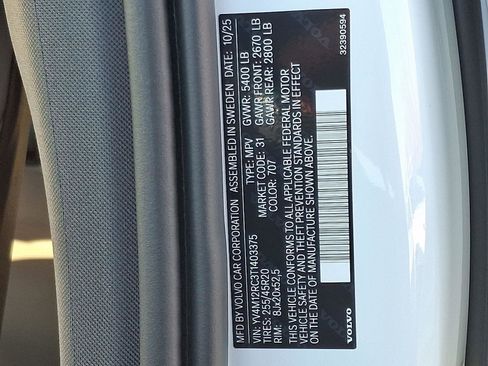 MFD BY VOLVO CAR CORPORATION ASSEMBLED IN SWEDEN DATE: 10/25
VIN: YV4M12RC3T1403375 TYPE: MPV GVWR: 5400 LB
TIRES: 255/45R20 MARKET CODE: 31 GAWR FRONT: 2670 LB
RIM: 8Jx20x52,5 COLOR: 707 GAWR REAR: 2800 LB
THIS VEHICLE CONFORMS TO ALL APPLICABLE FEDERAL MOTOR
VEHICLE SAFETY AND THEFT PREVENTION STANDARDS IN EFFECT
ON THE DATE OF MANUFACTURE SHOWN ABOVE.
VOLVO 32390594